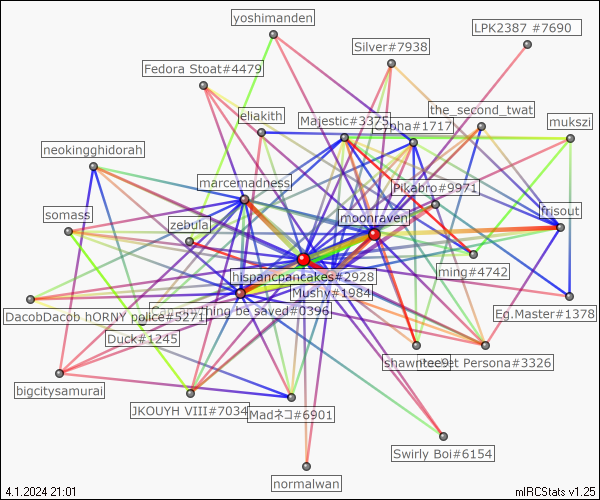 yoshimanden
LPK2387 #7690
Silver#7938
Fedora Stoat#4479
eliakith
the_second_twat
Majestic#3375
#1717
mukszi
neokingghidorah
marcemadness
Pikabro#9971
somass
zebula
moonraven
frisout
hispancpancakes#2928
ming#4742
Mushy#1984
DacobDacob hORNY police#5271
be saved#0396
Eg.Master#1378
Duck#1245
shawntee9
et Persona#3326
bigcitysamurai
JKOUYH VIII#7034
Madネコ#6901
Swirly Boi#6154
normalwan
4.1.2024 21:01
mIRCStats v1.25